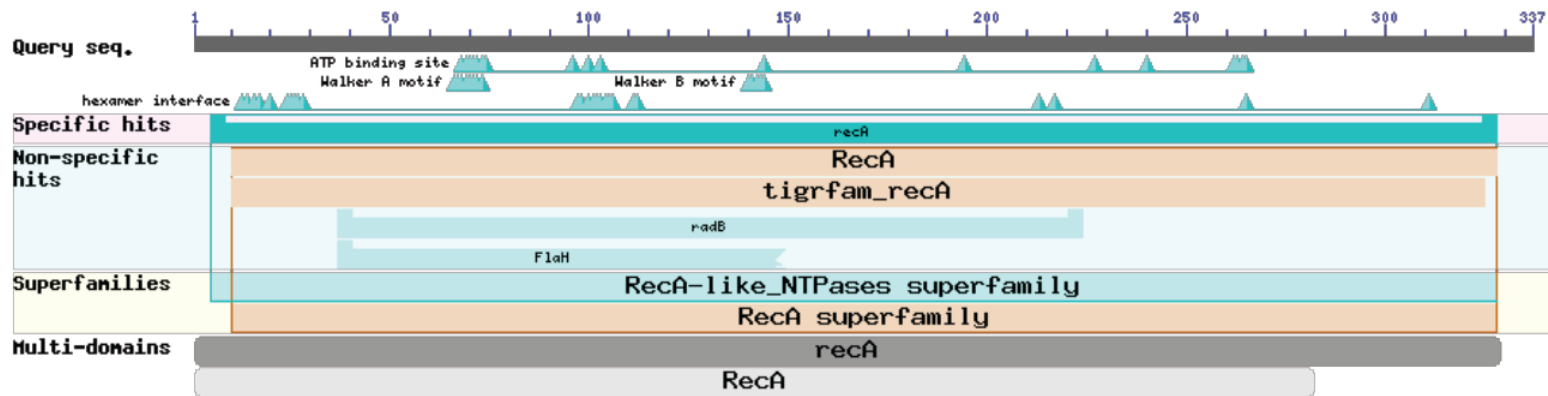 1 50 100 150 200 250 300 337
Query seq.
ATP binding site
Walker A motif Walker B motif
hexamer interface
Specific hits recA
Non-specific hits RecA
tigrfam_recA
radB
FlaH
Superfamilies RecA-like_NTPases superfamily
RecA superfamily
Multi-domains recA
RecA